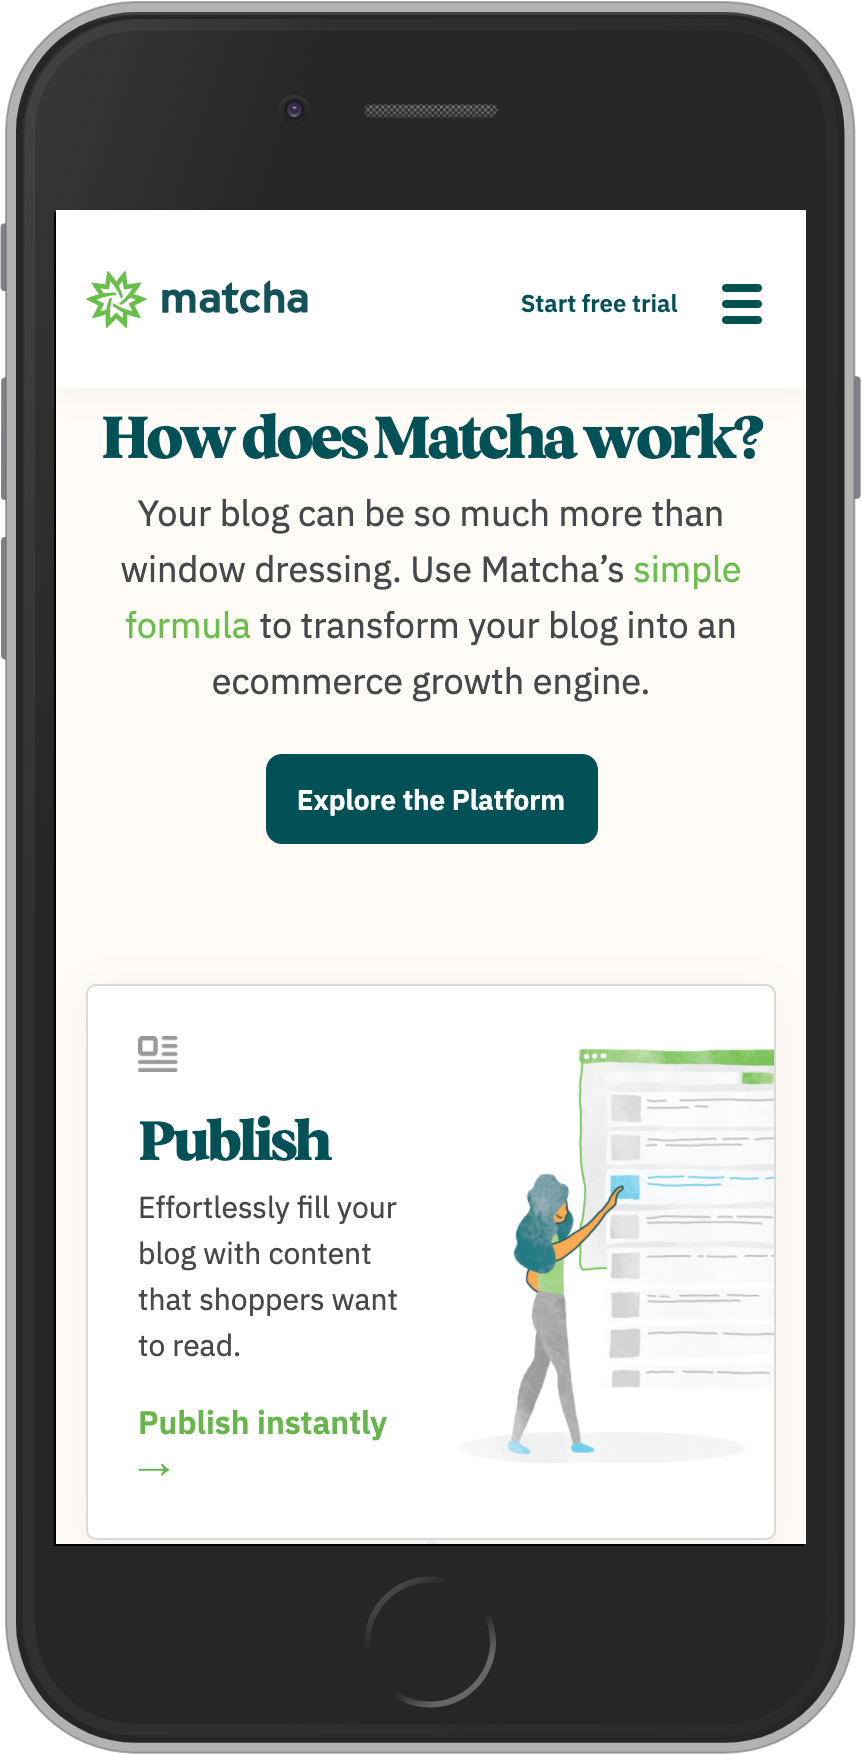 matcha
Start free trial
How does Matcha work?
Your blog can be so much more than
window dressing. Use Matcha’s simple
formula to transform your blog into an
ecommerce growth engine.
Explore the Platform
Publish
Effortlessly fill your
blog with content
that shoppers want
to read.
Publish instantly
→